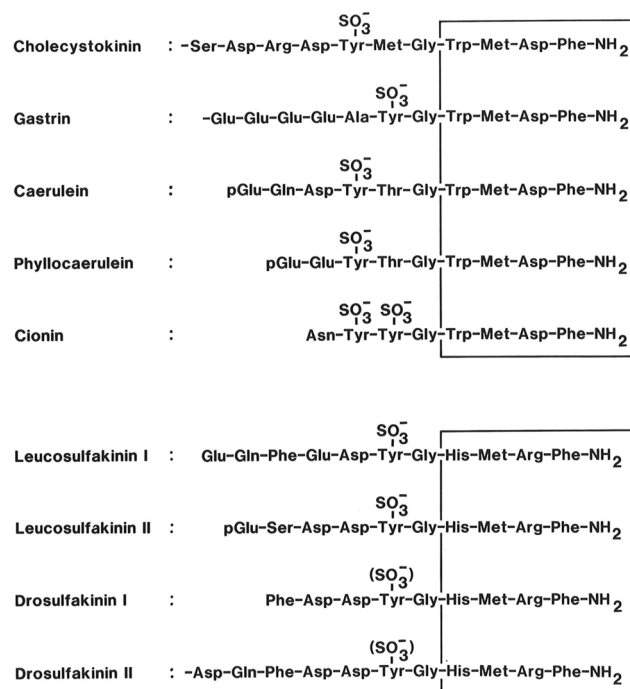 SO3−
Cholecystokinin : -Ser-Asp-Arg-Asp-Tyr-Met-Gly-Trp-Met-Asp-Phe-NH2
SO3−
Gastrin : -Glu-Glu-Glu-Glu-Ala-Tyr-Gly-Trp-Met-Asp-Phe-NH2
SO3−
Caerulein : pGlu-Gln-Asp-Tyr-Thr-Gly-Trp-Met-Asp-Phe-NH2
SO3−
Phyllocaerulein : pGlu-Glu-Tyr-Thr-Gly-Trp-Met-Asp-Phe-NH2
SO3− SO3−
Cionin : Asn-Tyr-Tyr-Gly-Trp-Met-Asp-Phe-NH2
SO3−
Leucosulfakinin I : Glu-Gln-Phe-Glu-Asp-Tyr-Gly-His-Met-Arg-Phe-NH2
SO3−
Leucosulfakinin II : pGlu-Ser-Asp-Asp-Tyr-Gly-His-Met-Arg-Phe-NH2
(SO3−)
Drosulfakinin I : Phe-Asp-Asp-Tyr-Gly-His-Met-Arg-Phe-NH2
(SO3−)
Drosulfakinin II : -Asp-Gln-Phe-Asp-Asp-Tyr-Gly-His-Met-Arg-Phe-NH2